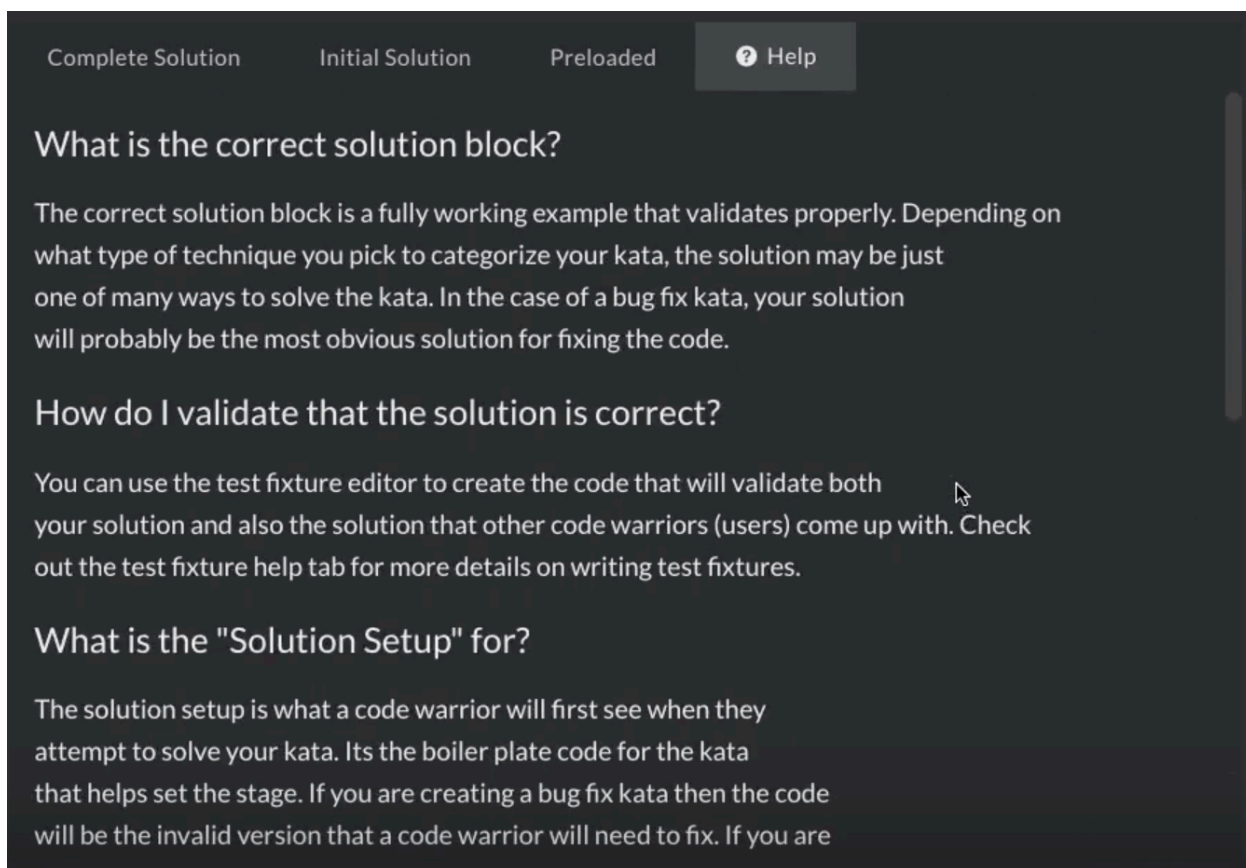 Complete Solution Initial Solution Preloaded Help
What is the correct solution block?
The correct solution block is a fully working example that validates properly. Depending on
what type of technique you pick to categorize your kata, the solution may be just
one of many ways to solve the kata. In the case of a bug fix kata, your solution
will probably be the most obvious solution for fixing the code.
How do I validate that the solution is correct?
You can use the test fixture editor to create the code that will validate both
your solution and also the solution that other code warriors (users) come up with. Check
out the test fixture help tab for more details on writing test fixtures.
What is the "Solution Setup" for?
The solution setup is what a code warrior will first see when they
attempt to solve your kata. Its the boiler plate code for the kata
that helps set the stage. If you are creating a bug fix kata then the code
will be the invalid version that a code warrior will need to fix. If you are